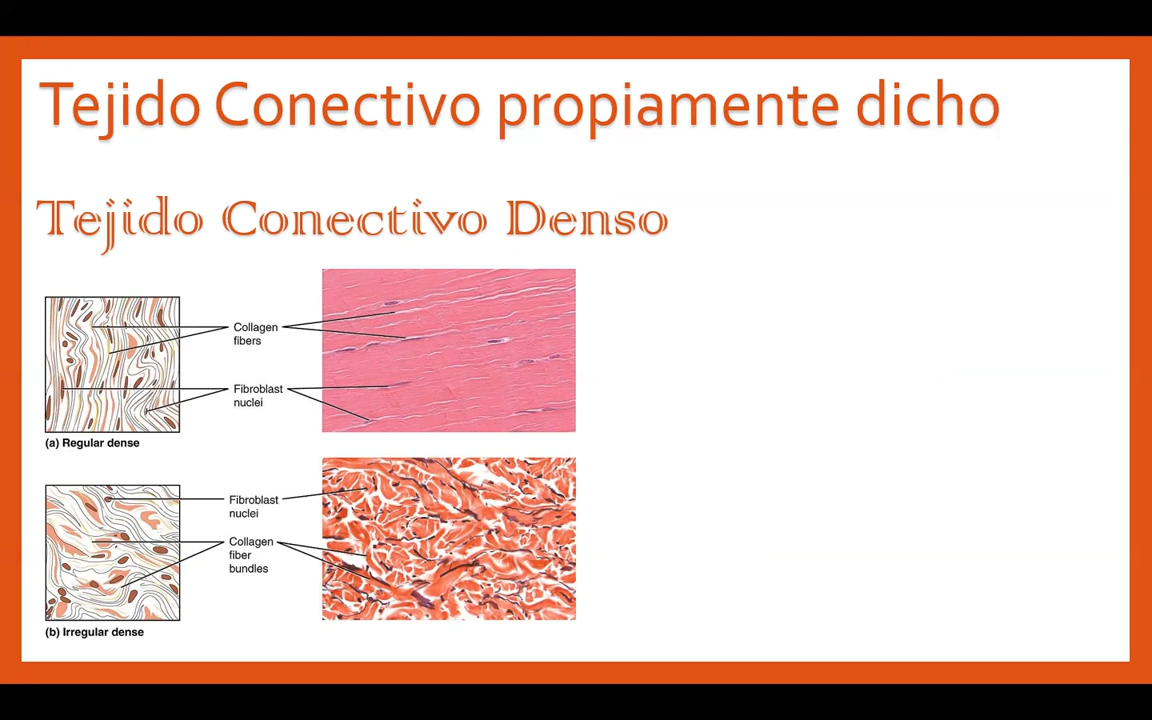 Tejido Conectivo propiamente dicho
Tejido Conectivo Denso
Collagen
fibers
Fibroblast
nuclei
(a) Regular dense
Fibroblast
nuclei
Collagen
fiber
bundles
(b) Irregular dense